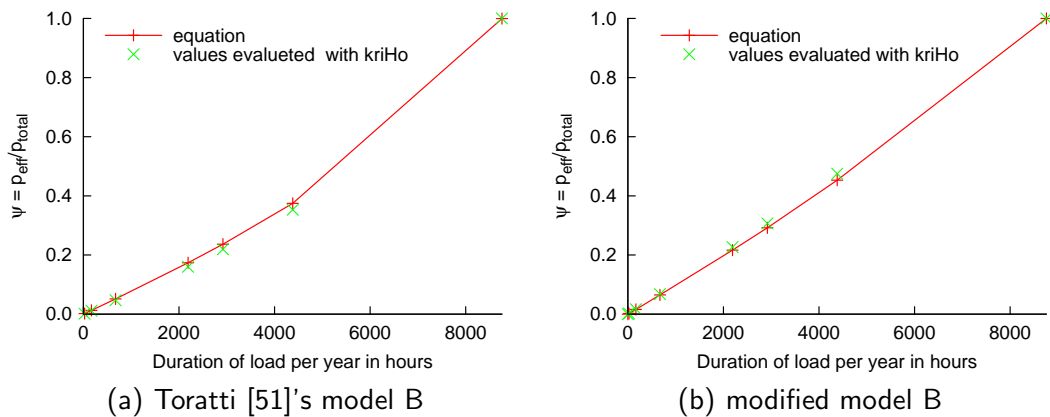 1.0
0.8
0.6
0.4
0.2
0.0
ψ = p_eff/p_total
equation
values evalueted with kriHo
0
2000
4000
6000
8000
Duration of load per year in hours
(a) Toratti [51]'s model B
1.0
0.8
0.6
0.4
0.2
0.0
ψ = p_eff/p_total
equation
values evaluated with kriHo
0
2000
4000
6000
8000
Duration of load per year in hours
(b) modified model B